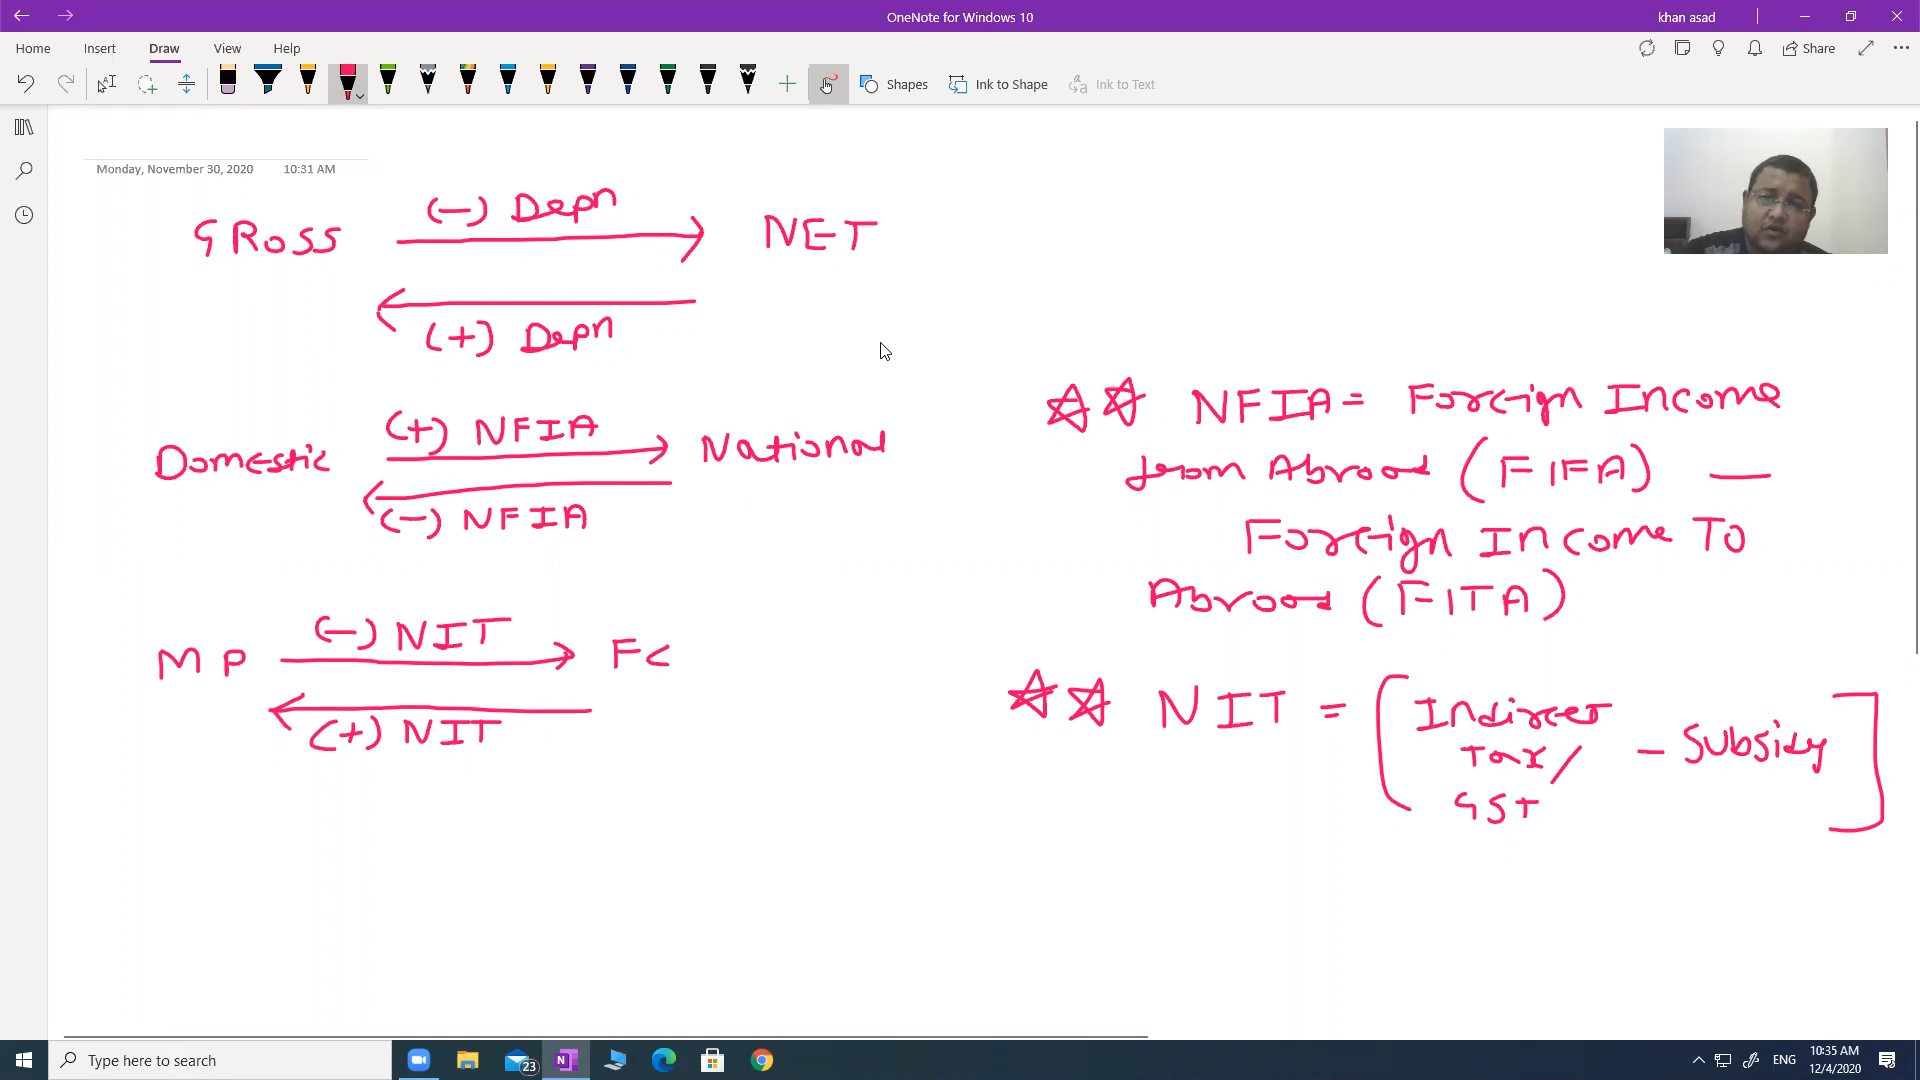 OneNote for Windows 10
khan asad
Home Insert Draw View Help
Share
Shapes Ink to Shape Ink to Text
Monday, November 30, 2020 10:31 AM
GROSS (-) Depn NET
(+) Depn
Domestic (+) NFIA National
(-) NFIA
MP (-) NIT FC
(+) NIT
☆☆ NFIA = Foreign Income
from Abroad (FIFA) —
Foreign Income To
Abroad (FITA)
☆☆ NIT = [Indirect
Tax/ - Subsidy]
GST
Type here to search
23
ENG
10:35 AM
12/4/2020